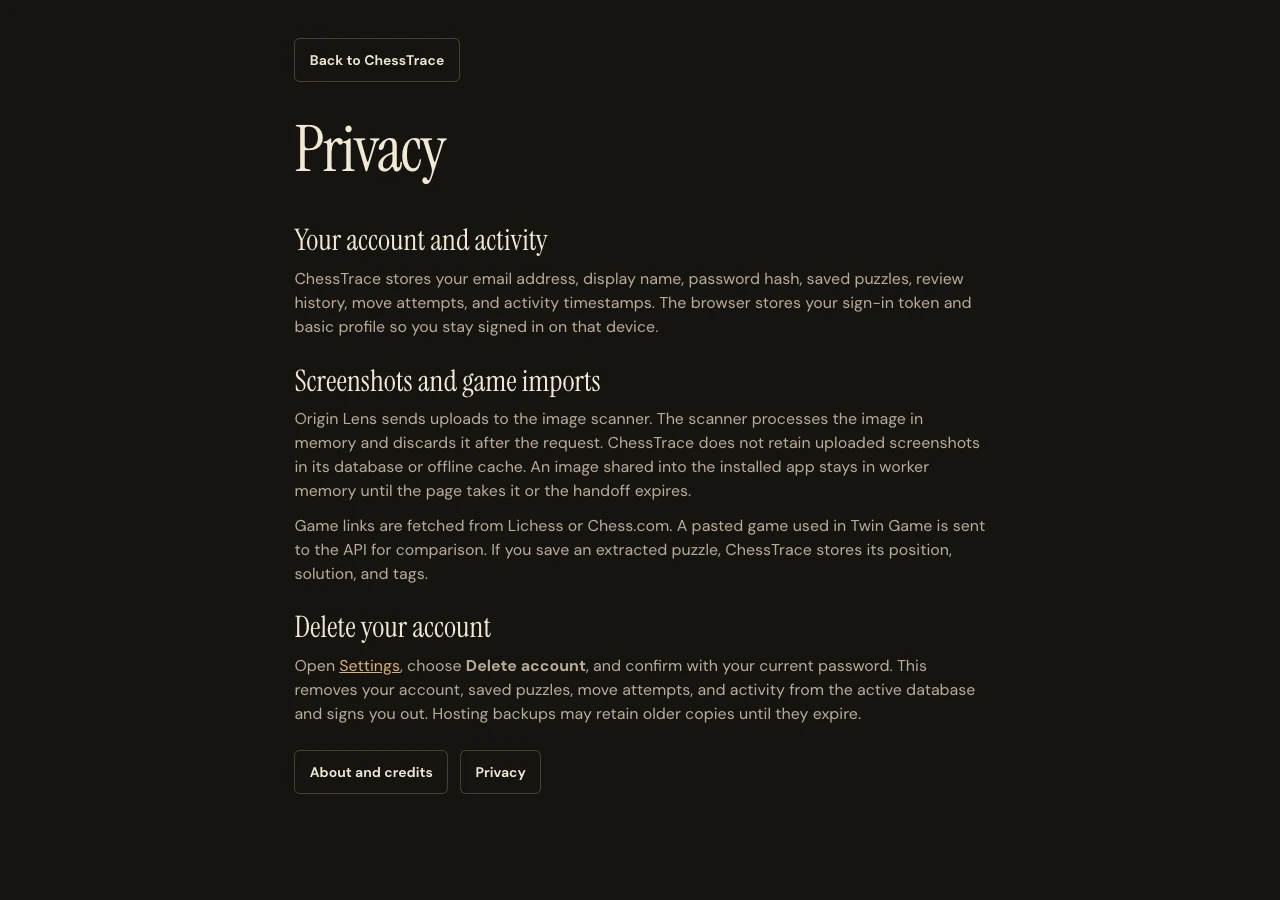 Back to ChessTrace
Privacy
Your account and activity
ChessTrace stores your email address, display name, password hash, saved puzzles, review
history, move attempts, and activity timestamps. The browser stores your sign-in token and
basic profile so you stay signed in on that device.
Screenshots and game imports
Origin Lens sends uploads to the image scanner. The scanner processes the image in
memory and discards it after the request. ChessTrace does not retain uploaded screenshots
in its database or offline cache. An image shared into the installed app stays in worker
memory until the page takes it or the handoff expires.
Game links are fetched from Lichess or Chess.com. A pasted game used in Twin Game is sent
to the API for comparison. If you save an extracted puzzle, ChessTrace stores its position,
solution, and tags.
Delete your account
Open Settings, choose Delete account, and confirm with your current password. This
removes your account, saved puzzles, move attempts, and activity from the active database
and signs you out. Hosting backups may retain older copies until they expire.
About and credits
Privacy